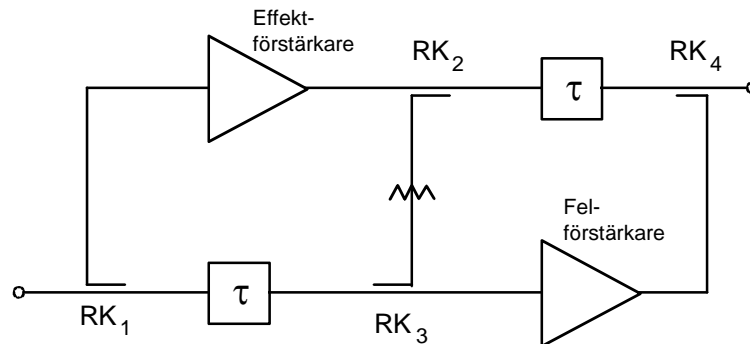 Effekt-
förstärkare
RK2
RK4
τ
Fel-
förstärkare
τ
RK1
RK3